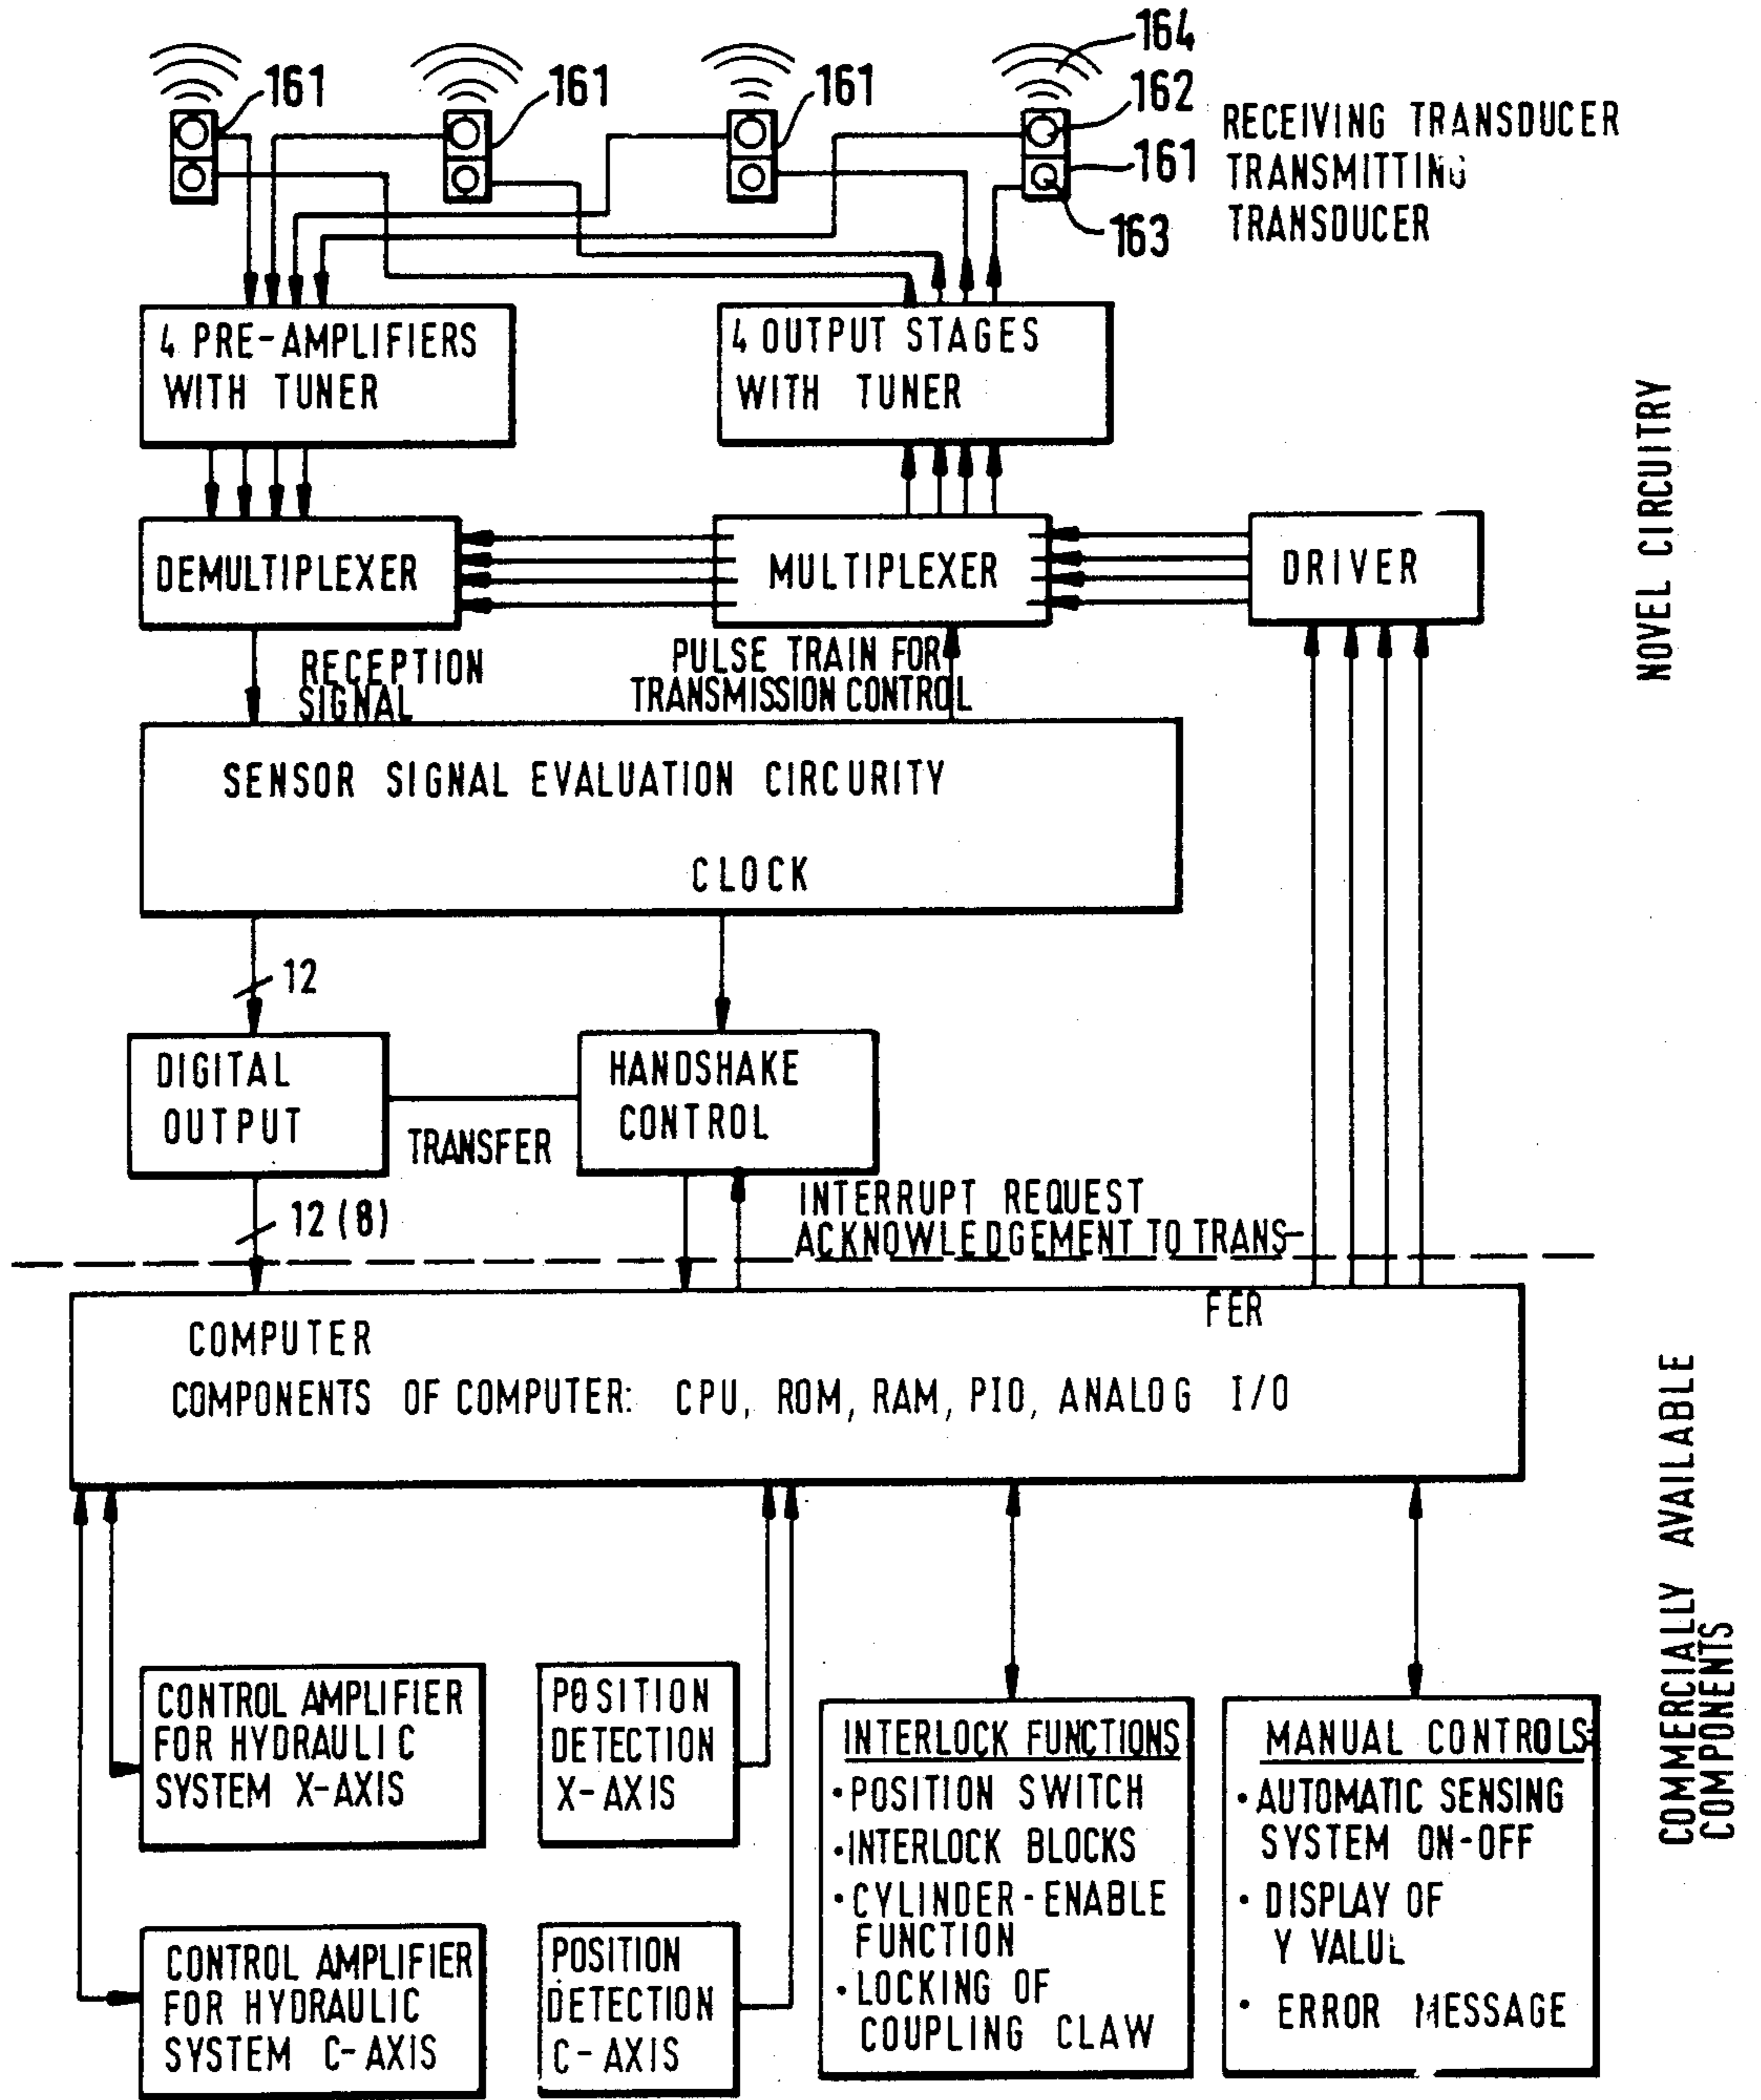 164
161
161
161
162
RECEIVING TRANSDUCER
161
TRANSMITTING
TRANSDUCER
163
4 PRE-AMPLIFIERS
WITH TUNER
4 OUTPUT STAGES
WITH TUNER
NOVEL CIRCUITRY
DEMULTIPLEXER
MULTIPLEXER
DRIVER
RECEPTION
SIGNAL
PULSE TRAIN FOR
TRANSMISSION CONTROL
SENSOR SIGNAL EVALUATION CIRCURITY
CLOCK
12
DIGITAL
OUTPUT
TRANSFER
HANDSHAKE
CONTROL
12 (8)
INTERRUPT REQUEST
ACKNOWLEDGEMENT TO TRANS-
FER
COMPUTER
COMPONENTS OF COMPUTER: CPU, ROM, RAM, PIO, ANALOG I/O
COMMERCIALLY AVAILABLE
COMPONENTS
CONTROL AMPLIFIER
FOR HYDRAULIC
SYSTEM X-AXIS
POSITION
DETECTION
X-AXIS
INTERLOCK FUNCTIONS
• POSITION SWITCH
• INTERLOCK BLOCKS
• CYLINDER-ENABLE
FUNCTION
• LOCKING OF
COUPLING CLAW
MANUAL CONTROLS:
• AUTOMATIC SENSING
SYSTEM ON-OFF
• DISPLAY OF
Y VALUE
• ERROR MESSAGE
CONTROL AMPLIFIER
FOR HYDRAULIC
SYSTEM C-AXIS
POSITION
DETECTION
C-AXIS